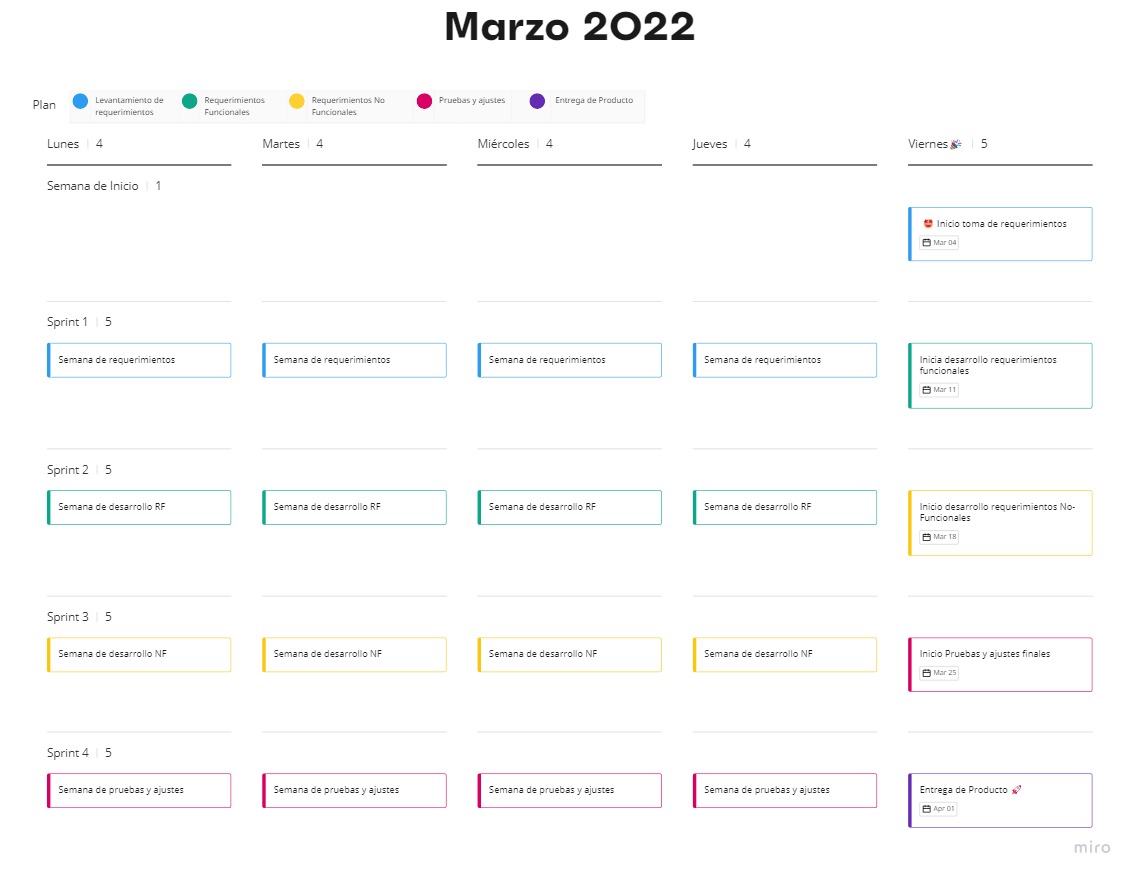 Marzo 2022
Plan
Levantamiento de
requerimientos
Requerimientos
Funcionales
Requerimientos No
Funcionales
Pruebas y ajustes
Entrega de Producto
Lunes 4
Martes 4
Miércoles 4
Jueves 4
Viernes🎉 5
Semana de Inicio 1
🤩 Inicio toma de requerimientos
Mar 04
Sprint 1 5
Semana de requerimientos
Semana de requerimientos
Semana de requerimientos
Semana de requerimientos
Inicia desarrollo requerimientos
funcionales
Mar 11
Sprint 2 5
Semana de desarrollo RF
Semana de desarrollo RF
Semana de desarrollo RF
Semana de desarrollo RF
Inicio desarrollo requerimientos No-
Funcionales
Mar 18
Sprint 3 5
Semana de desarrollo NF
Semana de desarrollo NF
Semana de desarrollo NF
Semana de desarrollo NF
Inicio Pruebas y ajustes finales
Mar 25
Sprint 4 5
Semana de pruebas y ajustes
Semana de pruebas y ajustes
Semana de pruebas y ajustes
Semana de pruebas y ajustes
Entrega de Producto 🚀
Apr 01
miro